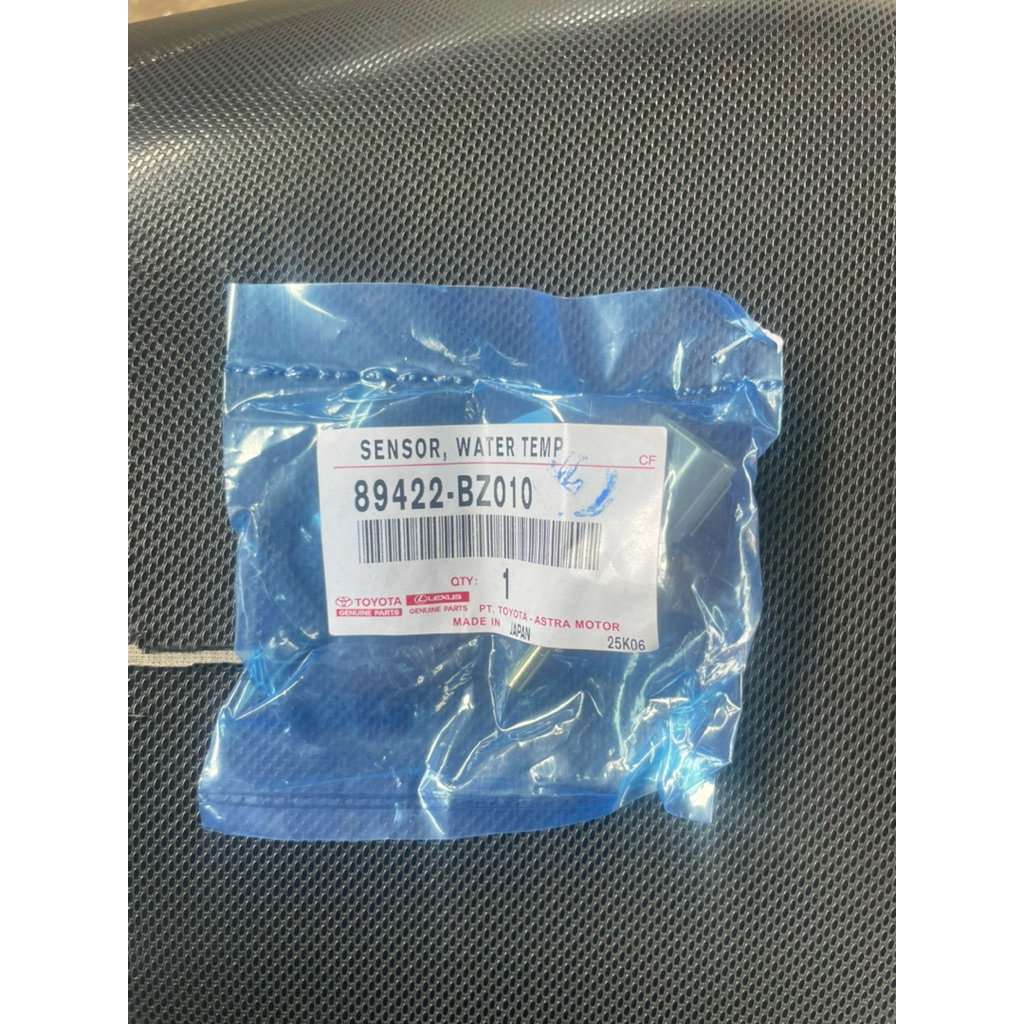 SENSOR, WATER TEMP
CF
89422-BZ010
QTY: 1
TOYOTA
GENUINE PARTS
LEXUS
GENUINE PARTS
PT. TOYOTA - ASTRA MOTOR
MADE IN JAPAN
25K06